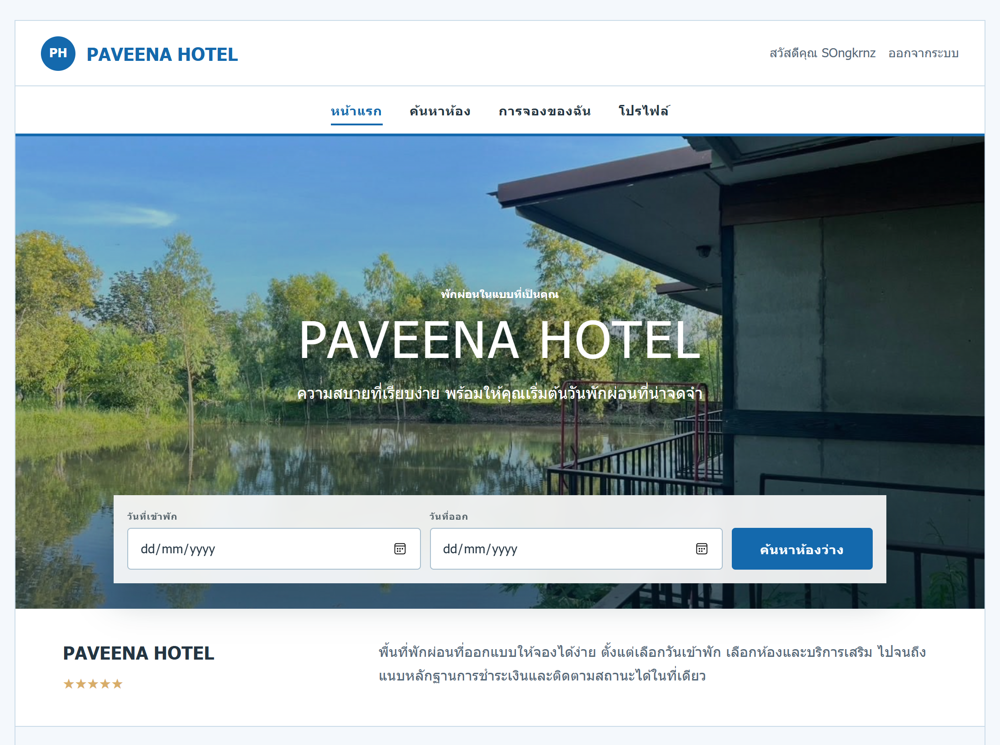 PH
PAVEENA HOTEL
สวัสดีคุณ SOngkrnz ออกจากระบบ
หน้าแรก ค้นหาห้อง การจองของฉัน โปรไฟล์
พักผ่อนในแบบที่เป็นคุณ
PAVEENA HOTEL
ความสบายที่เรียบง่าย พร้อมให้คุณเริ่มต้นวันพักผ่อนที่น่าจดจำ
วันที่เข้าพัก วันที่ออก
dd/mm/yyyy dd/mm/yyyy ค้นหาห้องว่าง
PAVEENA HOTEL
★★★★★
พื้นที่พักผ่อนที่ออกแบบให้จองได้ง่าย ตั้งแต่เลือกวันเข้าพัก เลือกห้องและบริการเสริม ไปจนถึง
แนบหลักฐานการชำระเงินและติดตามสถานะได้ในที่เดียว